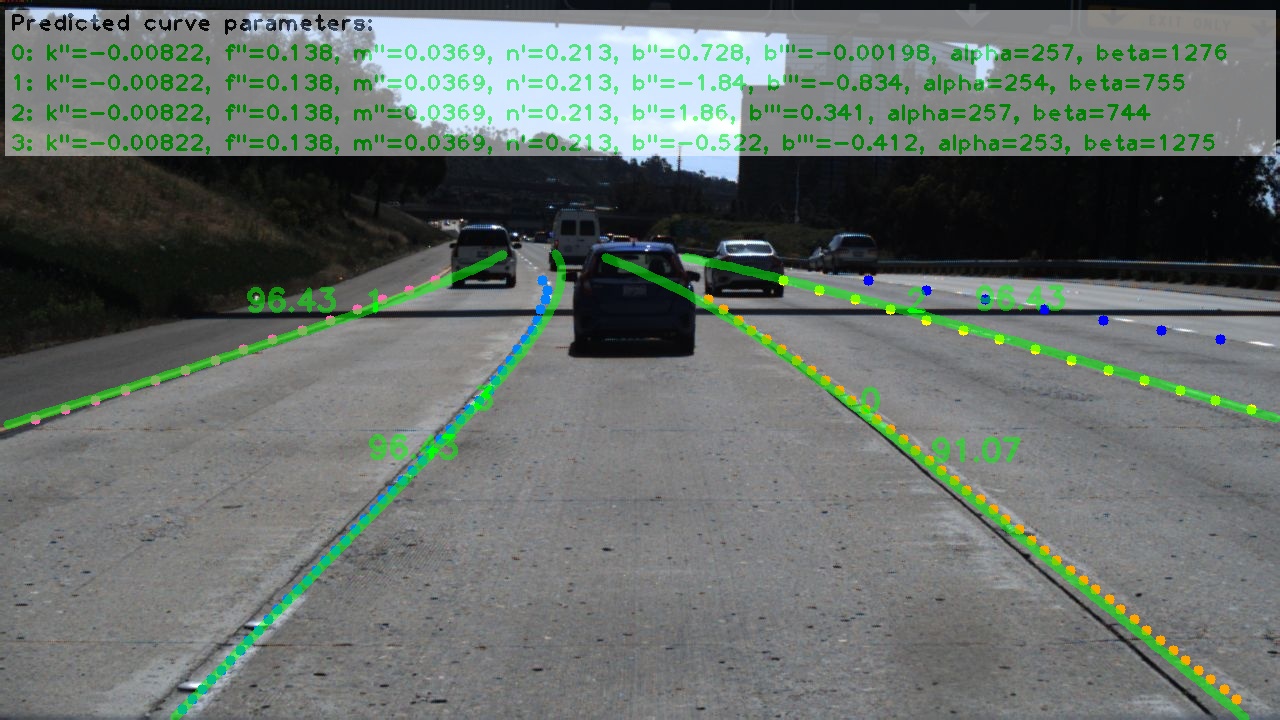 EXIT ONLY
Predicted curve parameters:
0: k''=-0.00822, f''=0.138, m''=0.0369, n'=0.213, b''=0.728, b'''=-0.00198, alpha=257, beta=1276
1: k''=-0.00822, f''=0.138, m''=0.0369, n'=0.213, b''=-1.84, b'''=-0.834, alpha=254, beta=755
2: k''=-0.00822, f''=0.138, m''=0.0369, n'=0.213, b''=1.86, b'''=0.341, alpha=257, beta=744
3: k''=-0.00822, f''=0.138, m''=0.0369, n'=0.213, b''=-0.522, b'''=-0.412, alpha=253, beta=1275
96.43 1
2 96.43
0
91.07